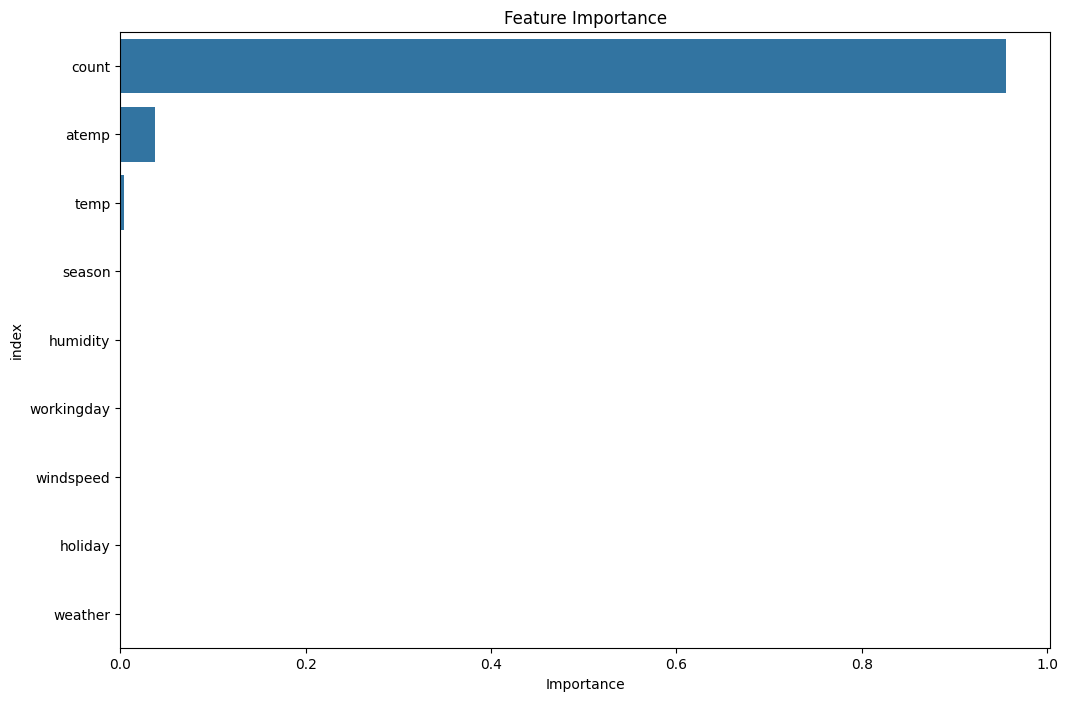 Feature Importance
count
atemp
temp
season
humidity
workingday
windspeed
holiday
weather
index
0.0 0.2 0.4 0.6 0.8 1.0
Importance